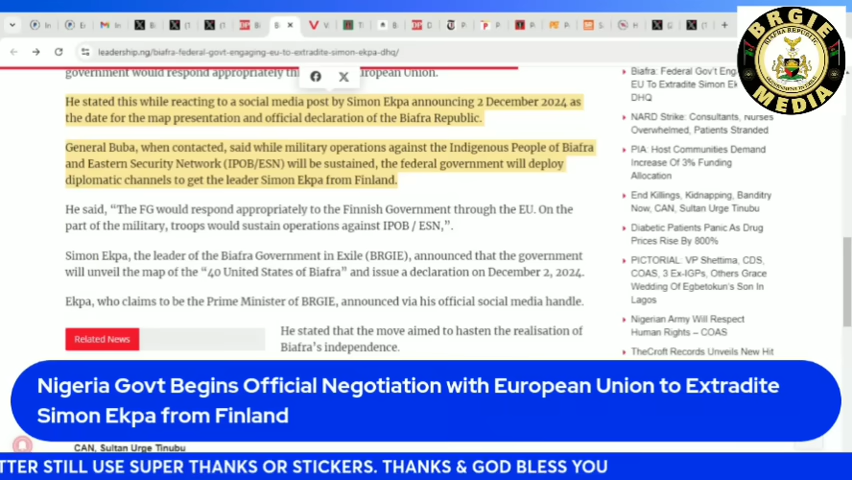 leadership.ng/biafra-federal-govt-engaging-eu-to-extradite-simon-ekpa-dhq/
government would respond appropriately European Union.
He stated this while reacting to a social media post by Simon Ekpa announcing 2 December 2024 as
the date for the map presentation and official declaration of the Biafra Republic.
General Buba, when contacted, said while military operations against the Indigenous People of Biafra
and Eastern Security Network (IPOB/ESN) will be sustained, the federal government will deploy
diplomatic channels to get the leader Simon Ekpa from Finland.
He said, “The FG would respond appropriately to the Finnish Government through the EU. On the
part of the military, troops would sustain operations against IPOB / ESN,”.
Simon Ekpa, the leader of the Biafra Government in Exile (BRGIE), announced that the government
will unveil the map of the “40 United States of Biafra” and issue a declaration on December 2, 2024.
Ekpa, who claims to be the Prime Minister of BRGIE, announced via his official social media handle.
Related News
He stated that the move aimed to hasten the realisation of
Biafra’s independence.
CAN, Sultan Urge Tinubu
BRGIE
BIAFRA REPUBLIC
MEDIA
Biafra: Federal Gov't
EU To Extradite Simon
DHQ
NARD Strike: Consultants, Nurses
Overwhelmed, Patients Stranded
PIA: Host Communities Demand
Increase Of 3% Funding
Allocation
End Killings, Kidnapping, Banditry
Now, CAN, Sultan Urge Tinubu
Diabetic Patients Panic As Drug
Prices Rise By 800%
PICTORIAL: VP Shettima, CDS,
COAS, 3 Ex-IGPs, Others Grace
Wedding Of Egbetokun's Son In
Lagos
Nigerian Army Will Respect
Human Rights – COAS
TheCroft Records Unveils New Hit
Nigeria Govt Begins Official Negotiation with European Union to Extradite
Simon Ekpa from Finland
TTER STILL USE SUPER THANKS OR STICKERS. THANKS & GOD BLESS YOU